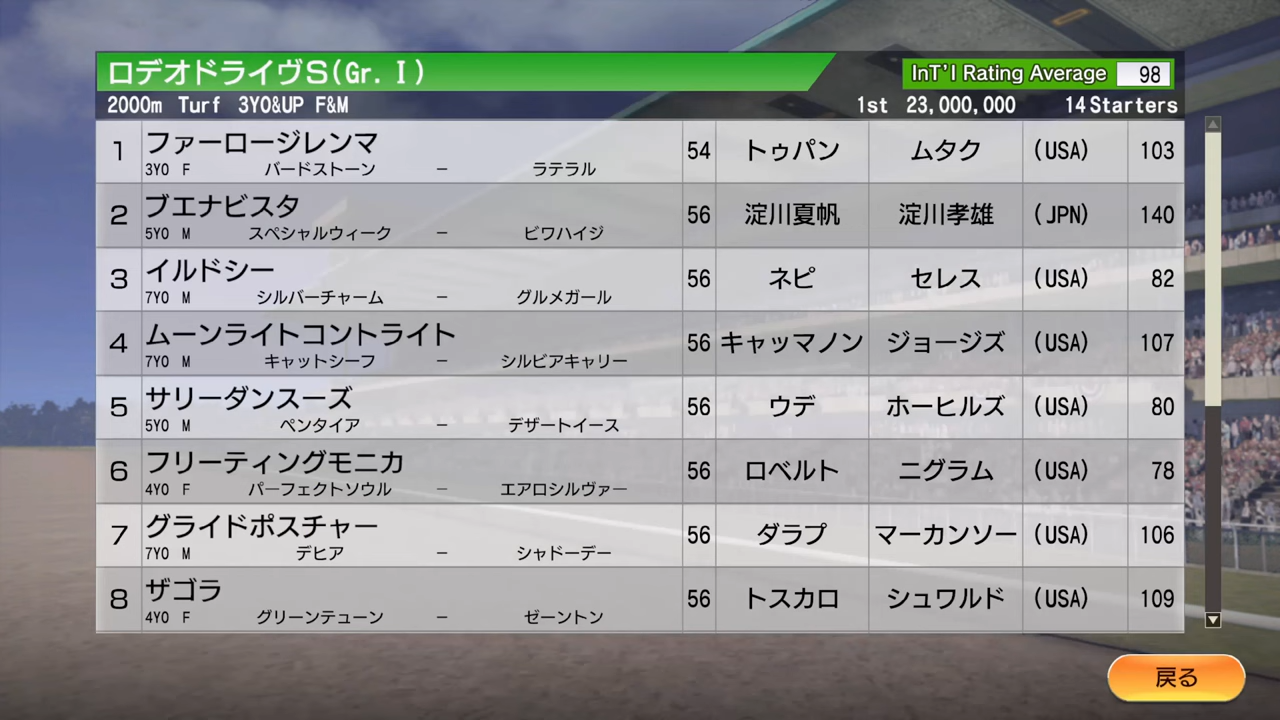 ロデオドライヴS(Gr.Ⅰ)
InT'l Rating Average 98
2000m Turf 3YO&UP F&M 1st 23,000,000 14Starters
1 ファーロージレンマ 54 トゥパン ムタク (USA) 103
3YO F バードストーン － ラテラル
2 ブエナビスタ 56 淀川夏帆 淀川孝雄 (JPN) 140
5YO M スペシャルウィーク － ビワハイジ
3 イルドシー 56 ネピ セレス (USA) 82
7YO M シルバーチャーム － グルメガール
4 ムーンライトコントライト 56 キャッマノン ジョージズ (USA) 107
7YO M キャットシーフ － シルビアキャリー
5 サリーダンスーズ 56 ウデ ホーヒルズ (USA) 80
5YO M ペンタイア － デザートイース
6 フリーティングモニカ 56 ロベルト ニグラム (USA) 78
4YO F パーフェクトソウル － エアロシルヴァー
7 グライドポスチャー 56 ダラプ マーカンソー (USA) 106
7YO M デヒア － シャドーデー
8 ザゴラ 56 トスカロ シュワルド (USA) 109
4YO F グリーンテューン － ゼーントン
戻る